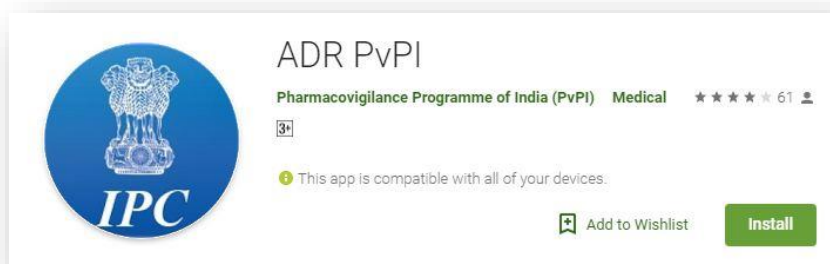 ADR PvPI
Pharmacovigilance Programme of India (PvPI) Medical 61
3+
This app is compatible with all of your devices.
Add to Wishlist Install
IPC